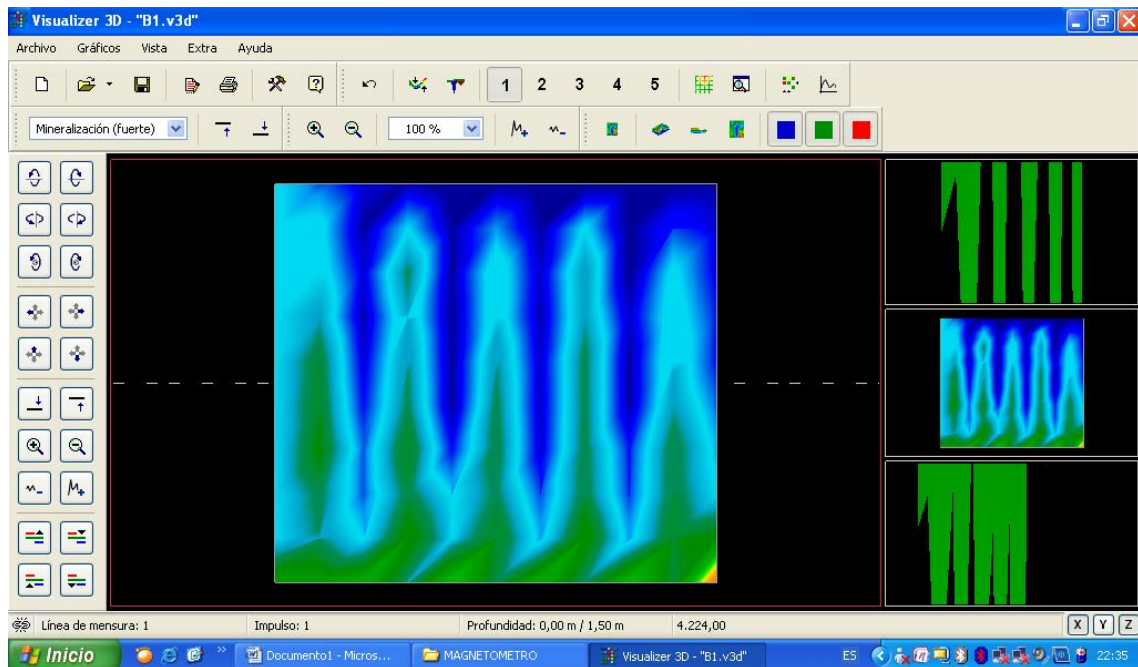 Visualizer 3D - "B1.v3d"
Archivo Gráficos Vista Extra Ayuda
1 2 3 4 5
Mineralización (fuerte) 100 %
Línea de mensura: 1 Impulso: 1 Profundidad: 0,00 m / 1,50 m 4.224,00 X Y Z
Inicio Documento1 - Micros... MAGNETOMETRO Visualizer 3D - "B1.v3d" ES 22:35